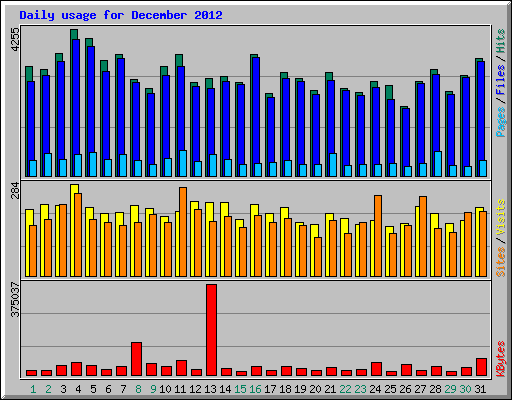 Daily usage for December 2012
4255
Pages / Files / Hits
284
Sites / Visits
375037
KBytes
1 2 3 4 5 6 7 8 9 10 11 12 13 14 15 16 17 18 19 20 21 22 23 24 25 26 27 28 29 30 31